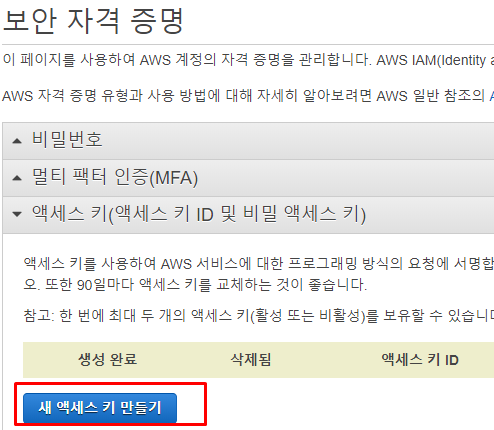 보안 자격 증명
이 페이지를 사용하여 AWS 계정의 자격 증명을 관리합니다. AWS IAM(Identity a
AWS 자격 증명 유형과 사용 방법에 대해 자세히 알아보려면 AWS 일반 참조의 A
비밀번호
멀티 팩터 인증(MFA)
액세스 키(액세스 키 ID 및 비밀 액세스 키)
액세스 키를 사용하여 AWS 서비스에 대한 프로그래밍 방식의 요청에 서명합
오. 또한 90일마다 액세스 키를 교체하는 것이 좋습니다.
참고: 한 번에 최대 두 개의 액세스 키(활성 또는 비활성)를 보유할 수 있습니다
생성 완료 삭제됨 액세스 키 ID
새 액세스 키 만들기